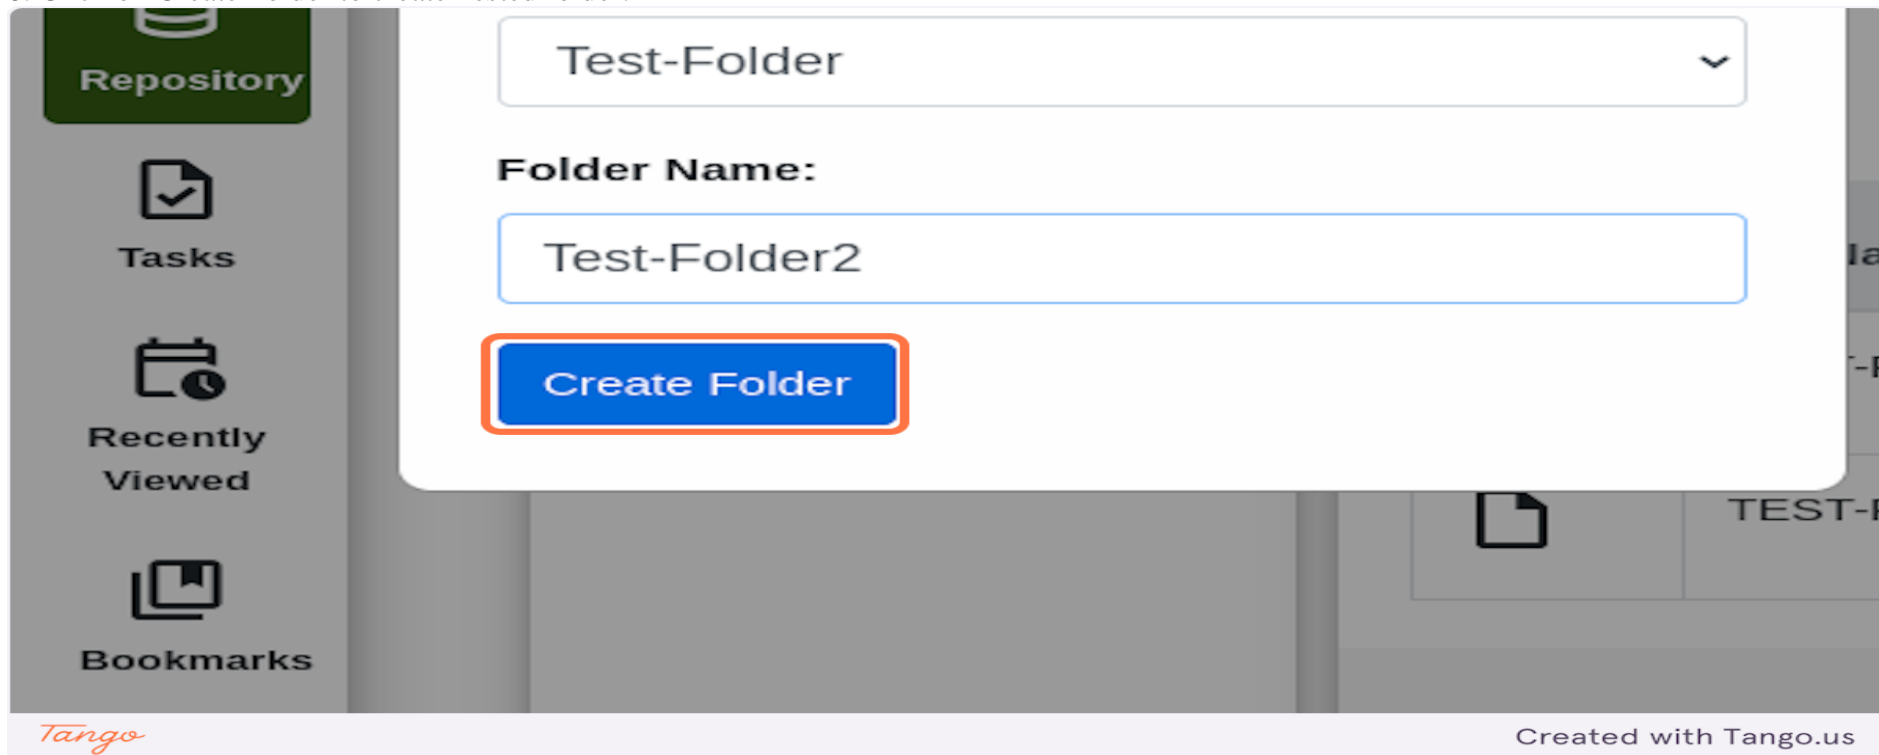 Repository
Tasks
Recently
Viewed
Bookmarks
Test-Folder
Folder Name:
Test-Folder2
Create Folder
TEST-
Tango
Created with Tango.us